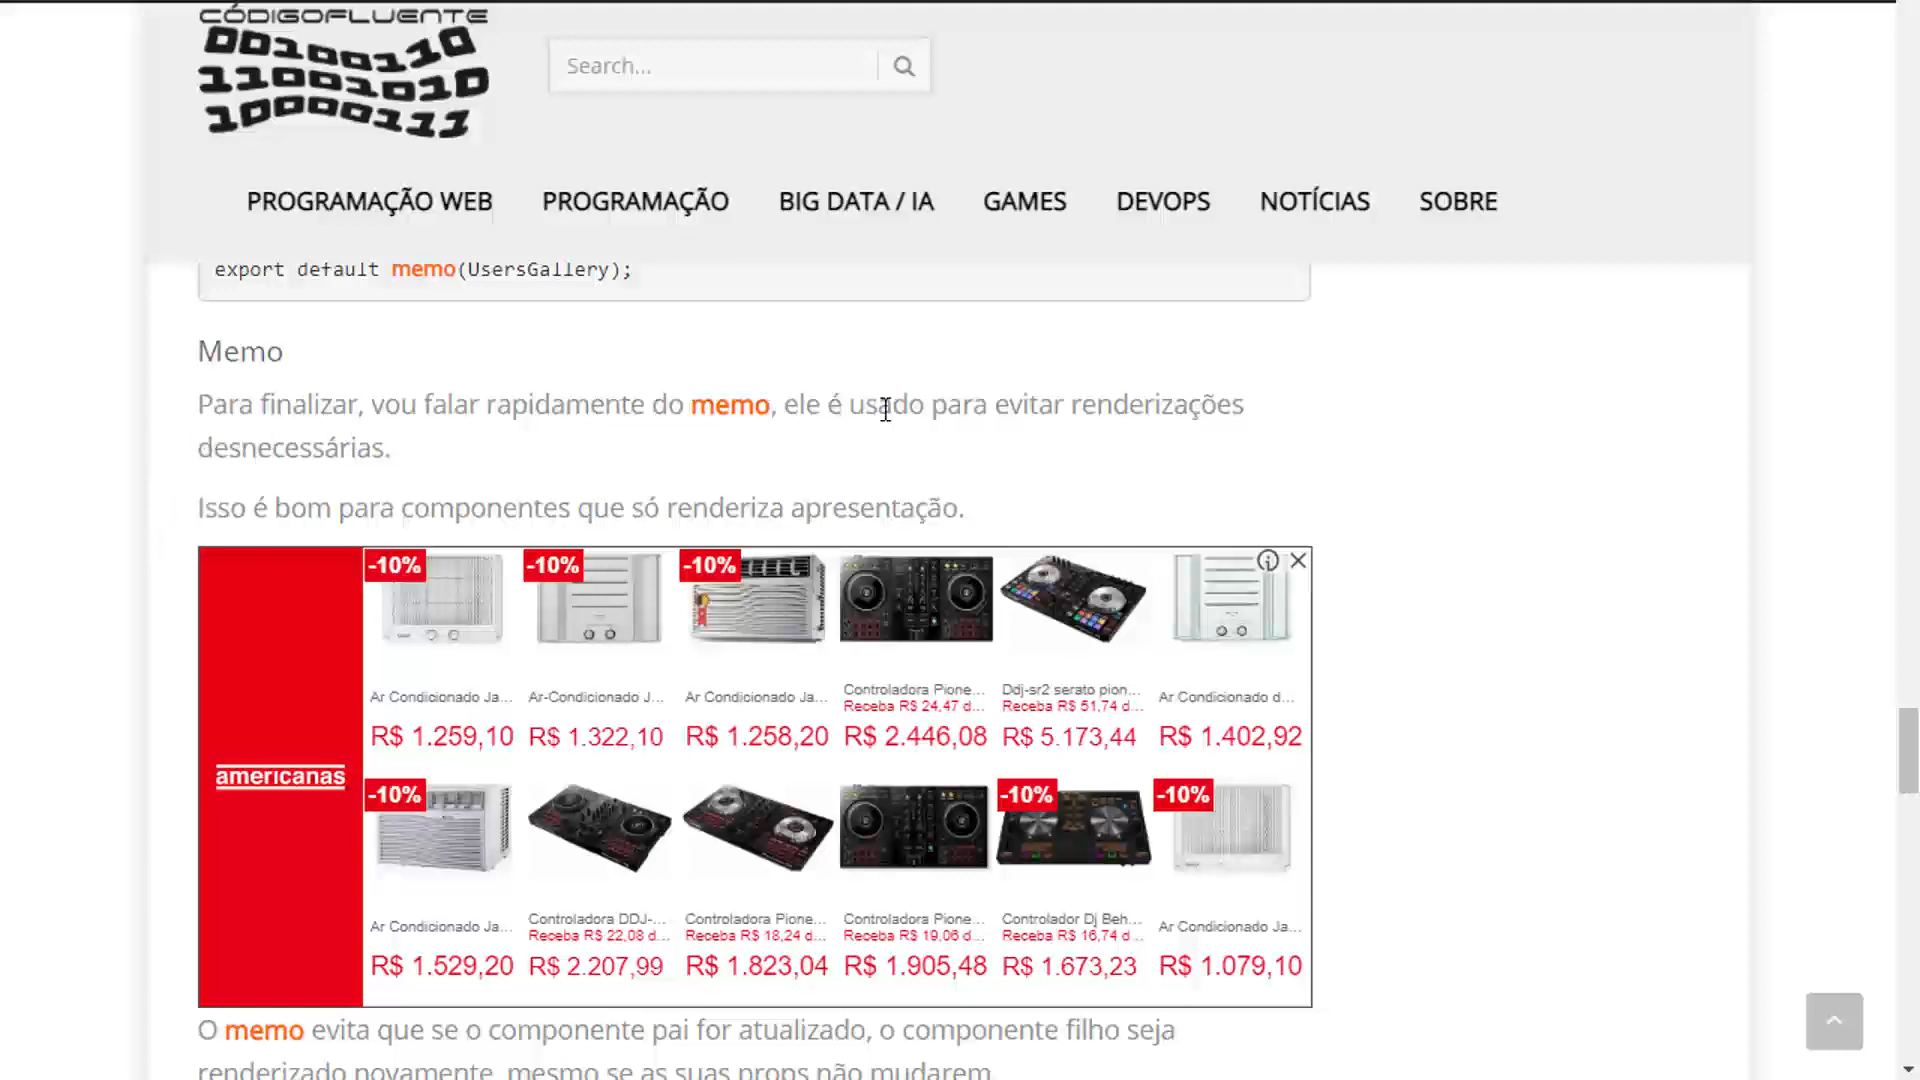 CÓDIGOFLUENTE
00100110
11001010
10000111
Search...
PROGRAMAÇÃO WEB PROGRAMAÇÃO BIG DATA / IA GAMES DEVOPS NOTÍCIAS SOBRE
export default memo(UsersGallery);
Memo
Para finalizar, vou falar rapidamente do memo, ele é usado para evitar renderizações
desnecessárias.
Isso é bom para componentes que só renderiza apresentação.
americanas
-10% -10% -10%
Ar Condicionado Ja... Ar-Condicionado J... Ar Condicionado Ja... Controladora Pione... Ddj-sr2 serato pion... Ar Condicionado d...
Receba R$ 24,47 d... Receba R$ 51,74 d...
R$ 1.259,10 R$ 1.322,10 R$ 1.258,20 R$ 2.446,08 R$ 5.173,44 R$ 1.402,92
-10% -10% -10%
Ar Condicionado Ja... Controladora DDJ-... Controladora Pione... Controladora Pione... Controlador Dj Beh... Ar Condicionado Ja...
Receba R$ 22,08 d... Receba R$ 18,24 d... Receba R$ 19,06 d... Receba R$ 16,74 d...
R$ 1.529,20 R$ 2.207,99 R$ 1.823,04 R$ 1.905,48 R$ 1.673,23 R$ 1.079,10
O memo evita que se o componente pai for atualizado, o componente filho seja
renderizado novamente, mesmo se as suas props não mudarem.